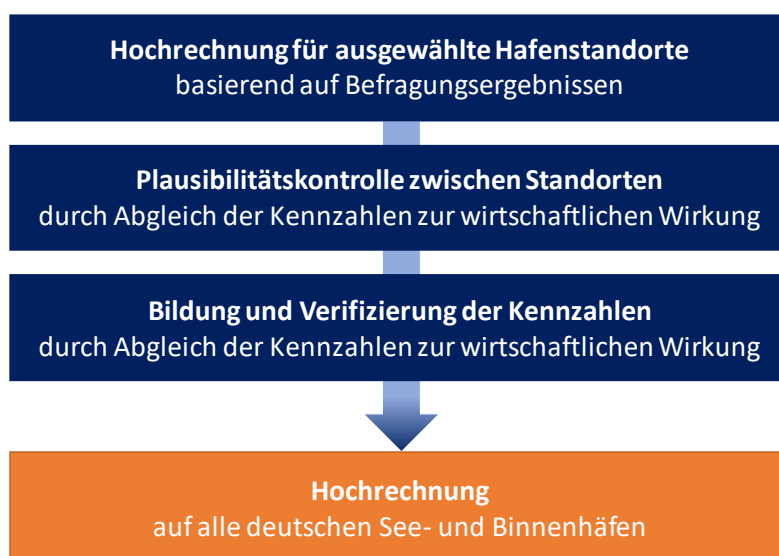 Hochrechnung für ausgewählte Hafenstandorte
basierend auf Befragungsergebnissen
Plausibilitätskontrolle zwischen Standorten
durch Abgleich der Kennzahlen zur wirtschaftlichen Wirkung
Bildung und Verifizierung der Kennzahlen
durch Abgleich der Kennzahlen zur wirtschaftlichen Wirkung
Hochrechnung
auf alle deutschen See- und Binnenhäfen